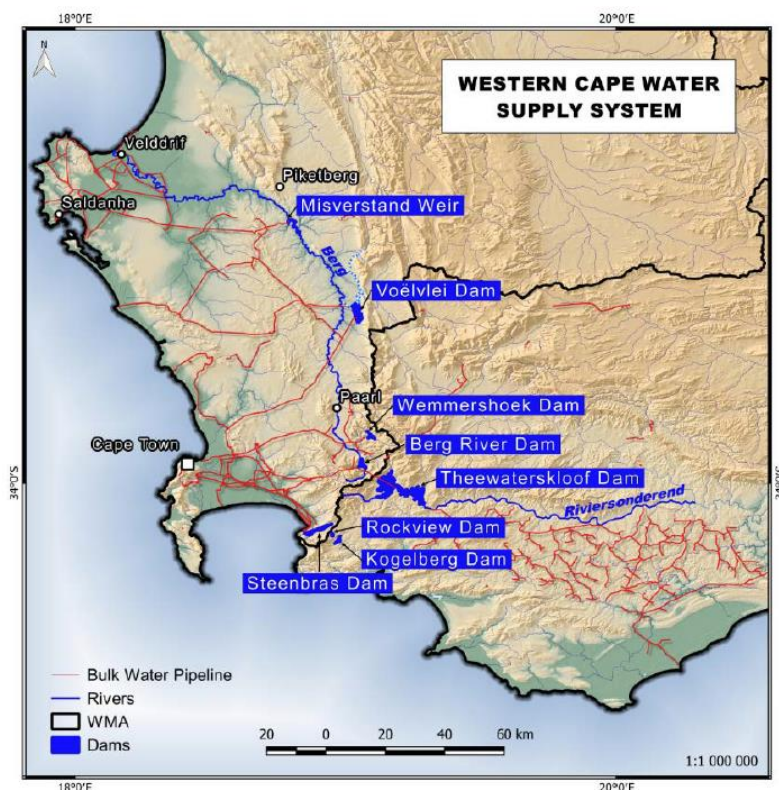 18°0'E
20°0'E
N
WESTERN CAPE WATER
SUPPLY SYSTEM
Velddrif
Piketberg
Saldanha
Misverstand Weir
Berg
Voëlvlei Dam
Paarl
Wemmershoek Dam
Cape Town
Berg River Dam
34°0'S
34°0'S
Theewaterskloof Dam
Riviersonderend
Rockview Dam
Kogelberg Dam
Steenbras Dam
Bulk Water Pipeline
Rivers
WMA
Dams
20 0 20 40 60 km
1:1 000 000
18°0'E
20°0'E